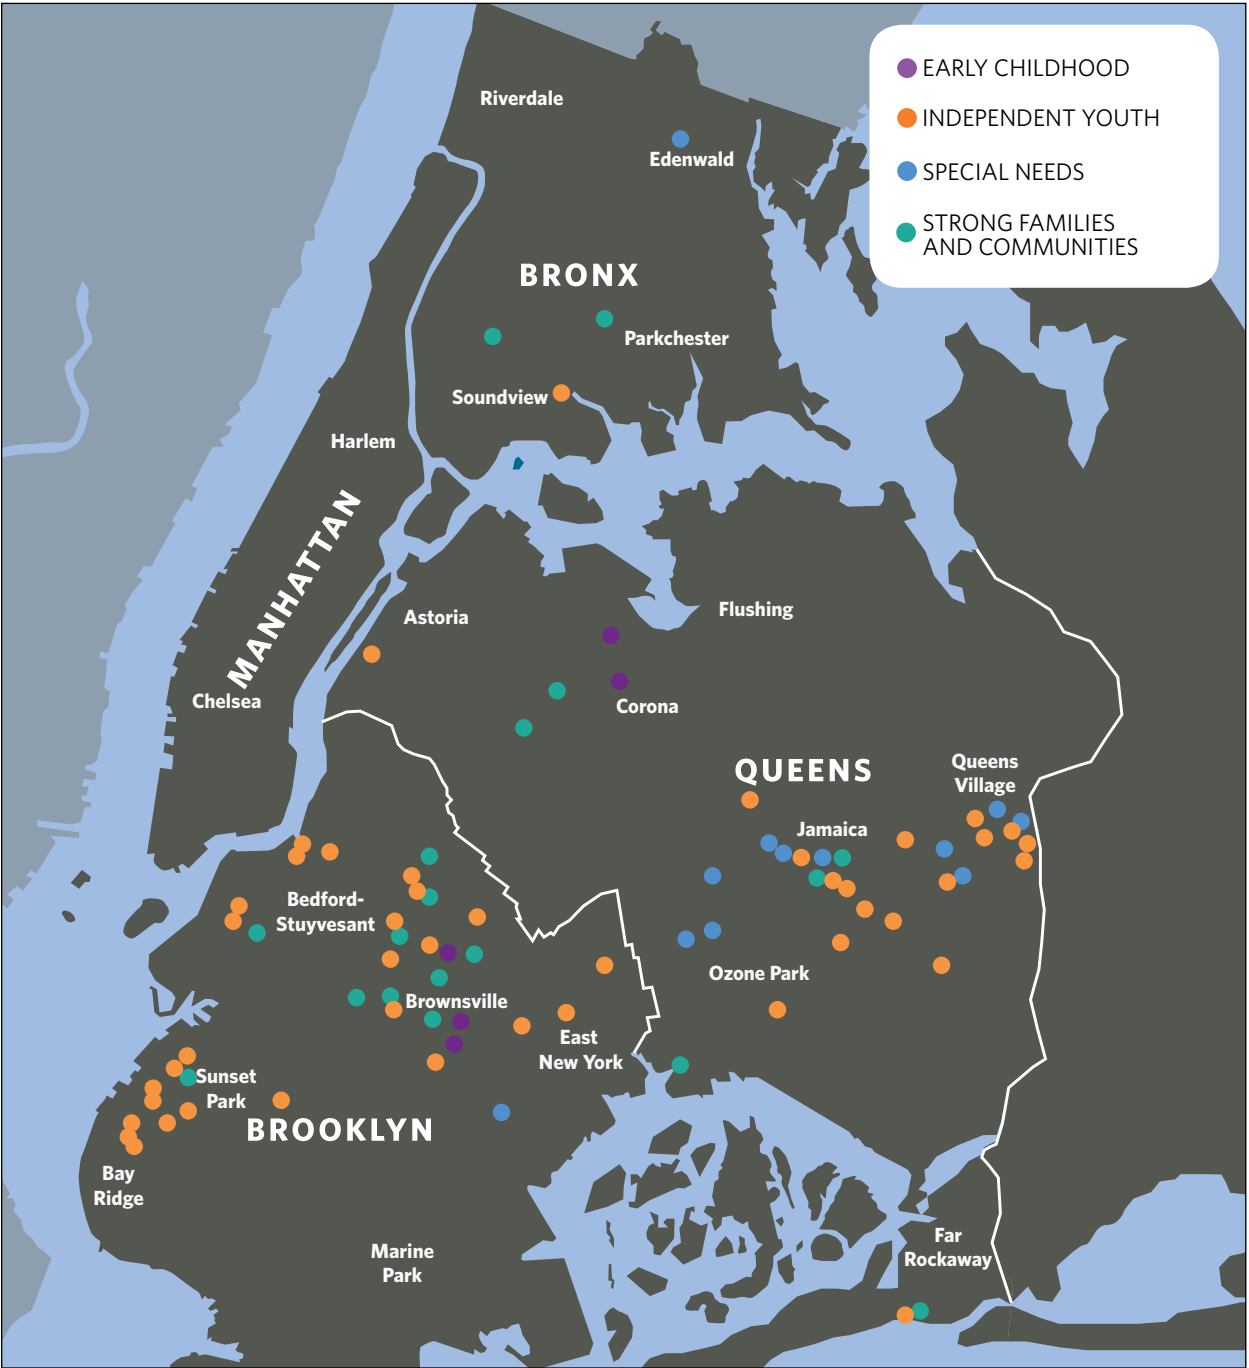 EARLY CHILDHOOD
INDEPENDENT YOUTH
SPECIAL NEEDS
STRONG FAMILIES
AND COMMUNITIES
Riverdale
Edenwald
BRONX
Parkchester
Soundview
Harlem
MANHATTAN
Astoria
Flushing
Chelsea
Corona
QUEENS
Queens
Village
Jamaica
Bedford-
Stuyvesant
Ozone Park
Brownsville
East
New York
Sunset
Park
BROOKLYN
Bay
Ridge
Marine
Park
Far
Rockaway